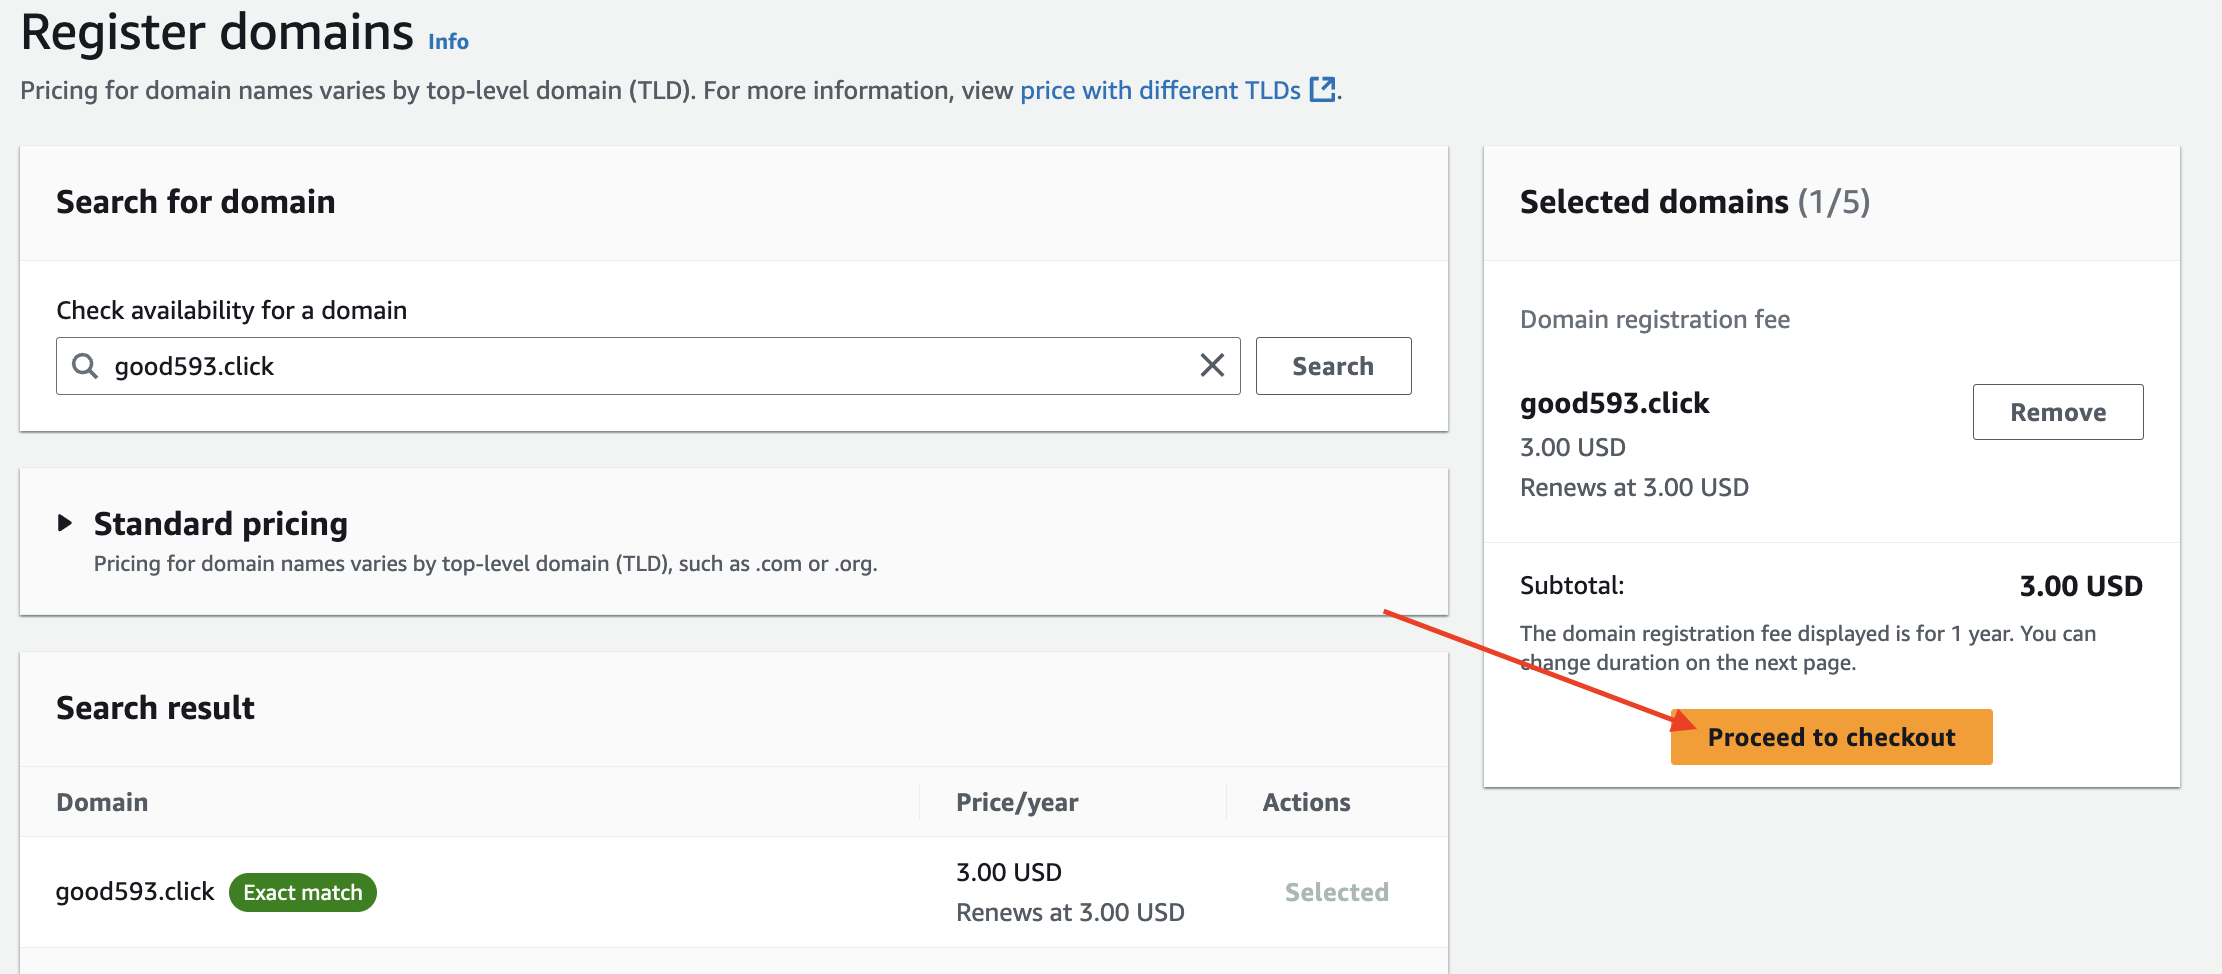 Register domains Info
Pricing for domain names varies by top-level domain (TLD). For more information, view price with different TLDs.
Search for domain
Check availability for a domain
good593.click
Search
Standard pricing
Pricing for domain names varies by top-level domain (TLD), such as .com or .org.
Search result
Domain Price/year Actions
good593.click Exact match 3.00 USD Selected
Renews at 3.00 USD
Selected domains (1/5)
Domain registration fee
good593.click
Remove
3.00 USD
Renews at 3.00 USD
Subtotal: 3.00 USD
The domain registration fee displayed is for 1 year. You can
change duration on the next page.
Proceed to checkout